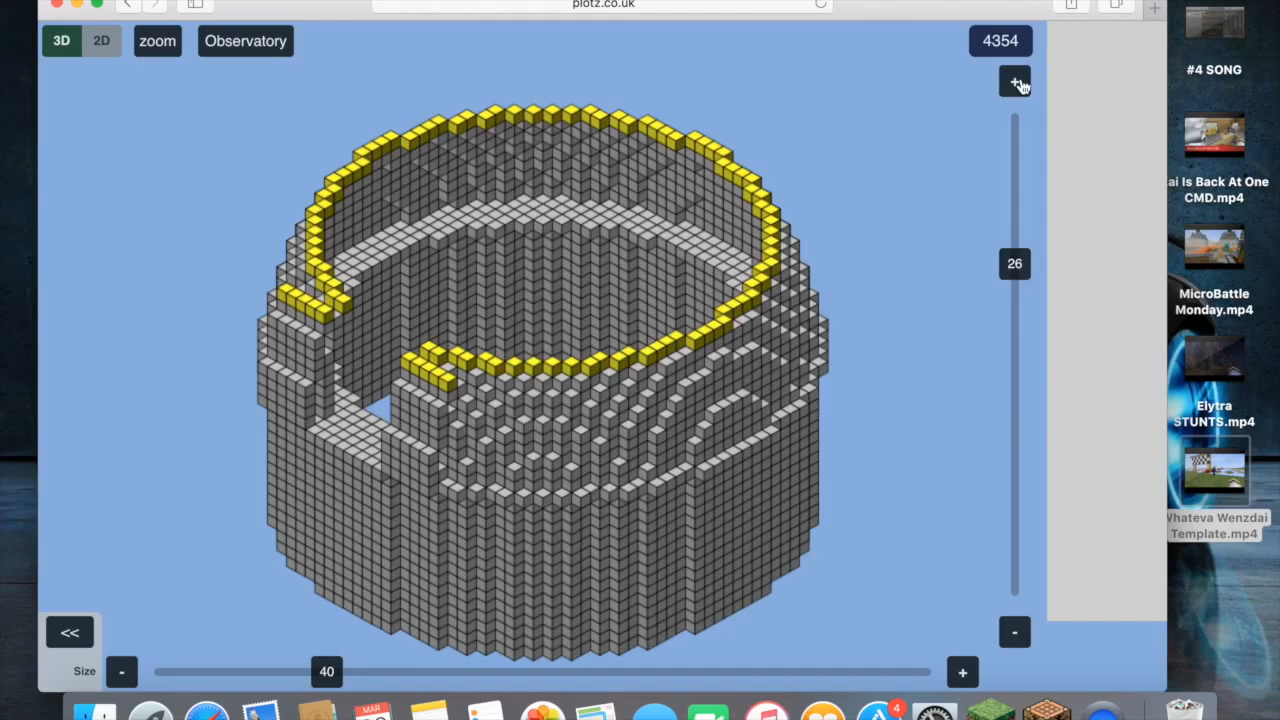 plotz.co.uk
3D
2D
zoom
Observatory
4354
+
26
-
<<
Size
-
40
+
#4 SONG
ai Is Back At One
CMD.mp4
MicroBattle
Monday.mp4
Elytra
STUNTS.mp4
Whateva Wenzdai
Template.mp4
MAR
4